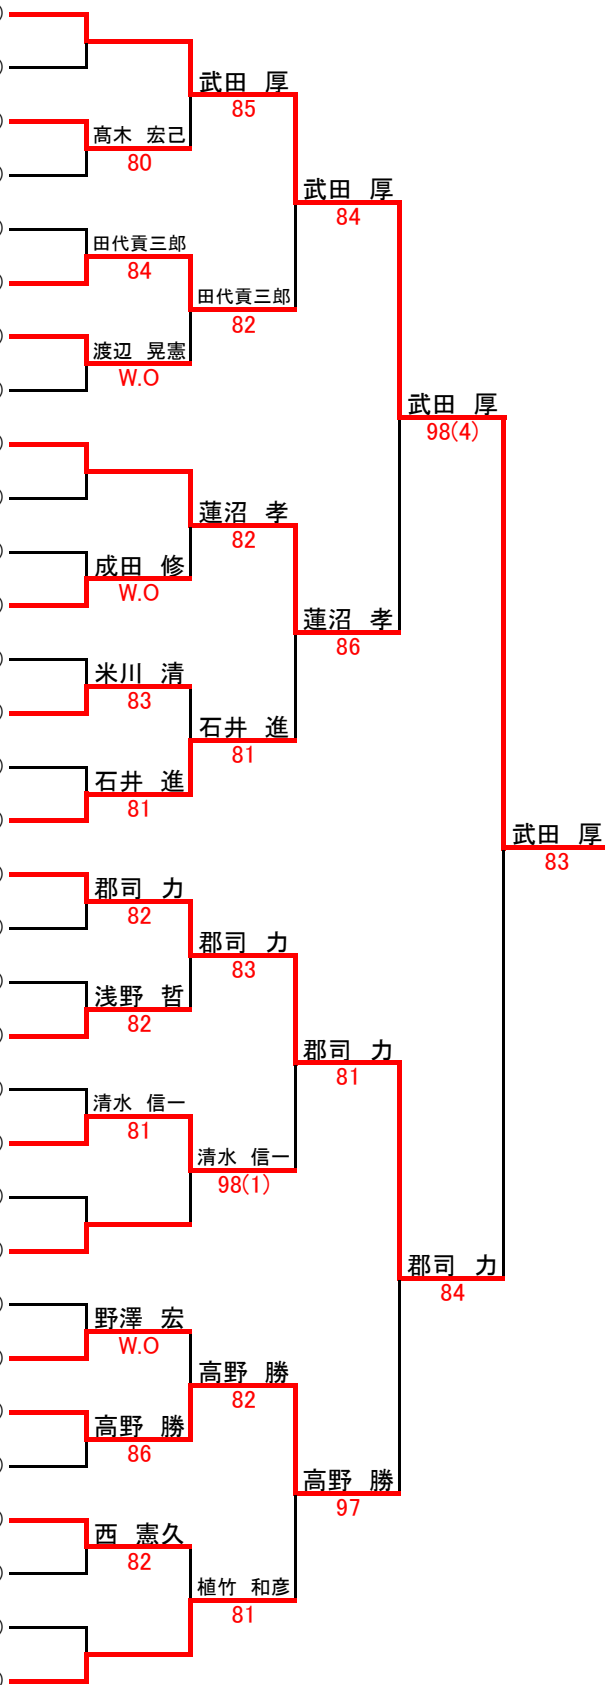 武田 厚
85
髙木 宏己
80
武田 厚
84
田代貢三郎
84
田代貢三郎
82
渡辺 晃憲
W.O
武田 厚
98(4)
蓮沼 孝
82
成田 修
W.O
蓮沼 孝
86
米川 清
83
石井 進
81
石井 進
81
武田 厚
83
郡司 力
82
郡司 力
83
浅野 哲
82
郡司 力
81
清水 信一
81
清水 信一
98(1)
郡司 力
84
野澤 宏
W.O
高野 勝
82
高野 勝
86
高野 勝
97
西 憲久
82
植竹 和彦
81